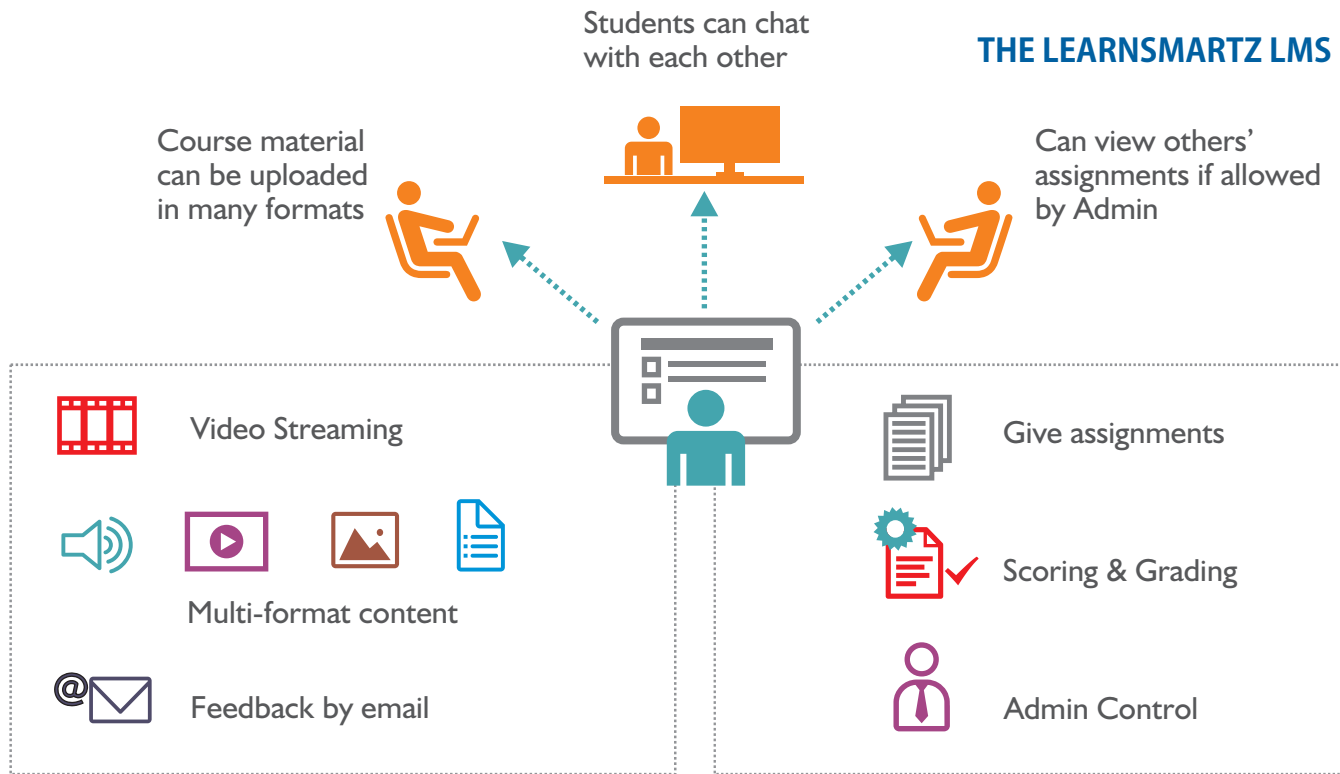 Students can chat
with each other
THE LEARNSMARTZ LMS
Course material
can be uploaded
in many formats
Can view others’
assignments if allowed
by Admin
Video Streaming
Multi-format content
@
Feedback by email
Give assignments
Scoring & Grading
Admin Control